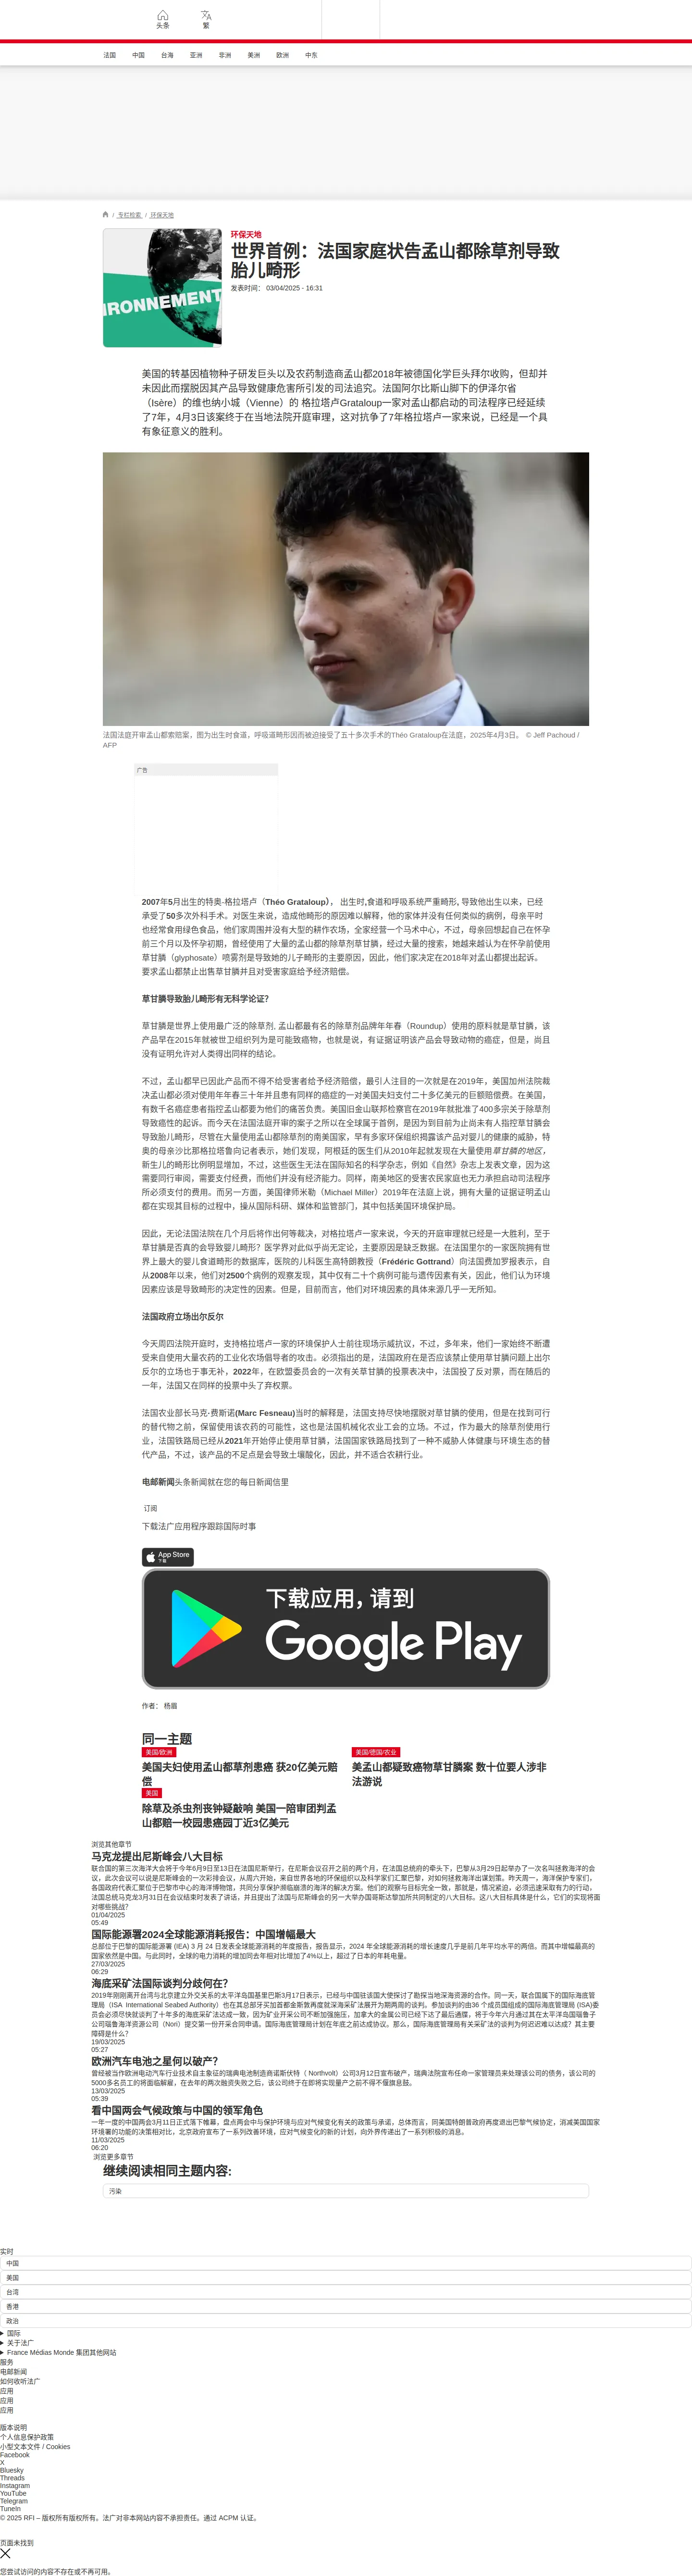 头条
繁
法国 中国 台海 亚洲 非洲 美洲 欧洲 中东
/ 专栏检索 / 环保天地
IRONNEMENT
环保天地
世界首例：法国家庭状告孟山都除草剂导致
胎儿畸形
发表时间： 03/04/2025 - 16:31
美国的转基因植物种子研发巨头以及农药制造商孟山都2018年被德国化学巨头拜尔收购，但却并
未因此而摆脱因其产品导致健康危害所引发的司法追究。法国阿尔比斯山脚下的伊泽尔省
（Isère）的维也纳小城（Vienne）的 格拉塔卢Grataloup一家对孟山都启动的司法程序已经延续
了7年，4月3日该案终于在当地法院开庭审理，这对抗争了7年格拉塔卢一家来说，已经是一个具
有象征意义的胜利。
法国法庭开审孟山都索赔案，图为出生时食道，呼吸道畸形因而被迫接受了五十多次手术的Théo Grataloup在法庭，2025年4月3日。 © Jeff Pachoud /
AFP
广告
2007年5月出生的特奥-格拉塔卢（Théo Grataloup）， 出生时,食道和呼吸系统严重畸形, 导致他出生以来，已经
承受了50多次外科手术。对医生来说，造成他畸形的原因难以解释，他的家体并没有任何类似的病例，母亲平时
也经常食用绿色食品，他们家周围并没有大型的耕作农场，全家经营一个马术中心，不过，母亲回想起自己在怀孕
前三个月以及怀孕初期，曾经使用了大量的孟山都的除草剂草甘膦，经过大量的搜索，她越来越认为在怀孕前使用
草甘膦（glyphosate）喷雾剂是导致她的儿子畸形的主要原因，因此，他们家决定在2018年对孟山都提出起诉。
要求孟山都禁止出售草甘膦并且对受害家庭给予经济赔偿。
草甘膦导致胎儿畸形有无科学论证？
草甘膦是世界上使用最广泛的除草剂, 孟山都最有名的除草剂品牌年年春（Roundup）使用的原料就是草甘膦，该
产品早在2015年就被世卫组织列为是可能致癌物，也就是说，有证据证明该产品会导致动物的癌症，但是，尚且
没有证明允许对人类得出同样的结论。
不过，孟山都早已因此产品而不得不给受害者给予经济赔偿，最引人注目的一次就是在2019年，美国加州法院裁
决孟山都必须对使用年年春三十年并且患有同样的癌症的一对美国夫妇支付二十多亿美元的巨额赔偿费。在美国，
有数千名癌症患者指控孟山都要为他们的痛苦负责。美国旧金山联邦检察官在2019年就批准了400多宗关于除草剂
导致癌性的起诉。而今天在法国法庭开审的案子之所以在全球属于首例，是因为到目前为止尚未有人指控草甘膦会
导致胎儿畸形，尽管在大量使用孟山都除草剂的南美国家，早有多家环保组织揭露该产品对婴儿的健康的威胁，特
奥的母亲沙比那格拉塔鲁向记者表示，她们发现，阿根廷的医生们从2010年起就发现在大量使用草甘膦的地区，
新生儿的畸形比例明显增加，不过，这些医生无法在国际知名的科学杂志，例如《自然》杂志上发表文章，因为这
需要同行审阅，需要支付经费，而他们并没有经济能力。同样，南美地区的受害农民家庭也无力承担启动司法程序
所必须支付的费用。而另一方面，美国律师米勒（Michael Miller）2019年在法庭上说，拥有大量的证据证明孟山
都在实现其目标的过程中，操从国际科研、媒体和监管部门，其中包括美国环境保护局。
因此，无论法国法院在几个月后将作出何等裁决，对格拉塔卢一家来说，今天的开庭审理就已经是一大胜利，至于
草甘膦是否真的会导致婴儿畸形？医学界对此似乎尚无定论，主要原因是缺乏数据。在法国里尔的一家医院拥有世
界上最大的婴儿食道畸形的数据库，医院的儿科医生高特朗教授（Frédéric Gottrand）向法国费加罗报表示，自
从2008年以来，他们对2500个病例的观察发现，其中仅有二十个病例可能与遗传因素有关，因此，他们认为环境
因素应该是导致畸形的决定性的因素。但是，目前而言，他们对环境因素的具体来源几乎一无所知。
法国政府立场出尔反尔
今天周四法院开庭时，支持格拉塔卢一家的环境保护人士前往现场示威抗议，不过，多年来，他们一家始终不断遭
受来自使用大量农药的工业化农场倡导者的攻击。必须指出的是，法国政府在是否应该禁止使用草甘膦问题上出尔
反尔的立场也于事无补，2022年，在欧盟委员会的一次有关草甘膦的投票表决中，法国投了反对票，而在随后的
一年，法国又在同样的投票中头了弃权票。
法国农业部长马克-费斯诺(Marc Fesneau)当时的解释是，法国支持尽快地摆脱对草甘膦的使用，但是在找到可行
的替代物之前，保留使用该农药的可能性，这也是法国机械化农业工会的立场。不过，作为最大的除草剂使用行
业，法国铁路局已经从2021年开始停止使用草甘膦，法国国家铁路局找到了一种不威胁人体健康与环境生态的替
代产品，不过，该产品的不足点是会导致土壤酸化，因此，并不适合农耕行业。
电邮新闻头条新闻就在您的每日新闻信里
订阅
下载法广应用程序跟踪国际时事
App Store
下载
下载应用，请到
Google Play
作者： 杨眉
同一主题
美国/欧洲
美国夫妇使用孟山都草剂患癌 获20亿美元赔
偿
美国/德国/农业
美孟山都疑致癌物草甘膦案 数十位要人涉非
法游说
美国
除草及杀虫剂丧钟疑敲响 美国一陪审团判孟
山都赔一校园患癌园丁近3亿美元
浏览其他章节
马克龙提出尼斯峰会八大目标
联合国的第三次海洋大会将于今年6月9日至13日在法国尼斯举行，在尼斯会议召开之前的两个月，在法国总统府的牵头下，巴黎从3月29日起举办了一次名叫拯救海洋的会
议，此次会议可以说是尼斯峰会的一次彩排会议，从周六开始，来自世界各地的环保组织以及科学家们汇聚巴黎，对如何拯救海洋出谋划策。昨天周一，海洋保护专家们，
各国政府代表汇聚位于巴黎市中心的海洋博物馆，共同分享保护濒临崩溃的海洋的解决方案。他们的观察与目标完全一致，那就是，情况紧迫，必须迅速采取有力的行动，
法国总统马克龙3月31日在会议结束时发表了讲话，并且提出了法国与尼斯峰会的另一大举办国哥斯达黎加所共同制定的八大目标。这八大目标具体是什么，它们的实现将面
对哪些挑战？
01/04/2025
05:49
国际能源署2024全球能源消耗报告：中国增幅最大
总部位于巴黎的国际能源署 (IEA) 3 月 24 日发表全球能源消耗的年度报告，报告显示，2024 年全球能源消耗的增长速度几乎是前几年平均水平的两倍。而其中增幅最高的
国家依然是中国。与此同时，全球的电力消耗的增加同去年相对比增加了4%以上，超过了日本的年耗电量。
27/03/2025
06:29
海底采矿法国际谈判分歧何在？
2019年刚刚离开台湾与北京建立外交关系的太平洋岛国基里巴斯3月17日表示，已经与中国驻该国大使探讨了勘探当地深海资源的合作。同一天，联合国属下的国际海底管
理局（ISA International Seabed Authority）也在其总部牙买加首都金斯敦再度就深海采矿法展开为期两周的谈判。参加谈判的由36 个成员国组成的国际海底管理局 (ISA)委
员会必须尽快就谈判了十年多的海底采矿法达成一致，因为矿业开采公司不断加强施压，加拿大的金属公司已经下达了最后通牒，将于今年六月通过其在太平洋岛国瑙鲁子
公司瑙鲁海洋资源公司（Nori）提交第一份开采合同申请。国际海底管理局计划在年底之前达成协议。那么，国际海底管理局有关采矿法的谈判为何迟迟难以达成？其主要
障碍是什么？
19/03/2025
05:27
欧洲汽车电池之星何以破产？
曾经被当作欧洲电动汽车行业技术自主象征的瑞典电池制造商诺斯伏特（ Northvolt）公司3月12日宣布破产，瑞典法院宣布任命一家管理员来处理该公司的债务，该公司的
5000多名员工的将面临解雇，在去年的两次融资失败之后，该公司终于在即将实现量产之前不得不偃旗息鼓。
13/03/2025
05:39
看中国两会气候政策与中国的领军角色
一年一度的中国两会3月11日正式落下帷幕，盘点两会中与保护环境与应对气候变化有关的政策与承诺，总体而言，同美国特朗普政府再度退出巴黎气候协定，消减美国国家
环境署的功能的决策相对比，北京政府宣布了一系列改善环境，应对气候变化的新的计划，向外界传递出了一系列积极的消息。
11/03/2025
06:20
浏览更多章节
继续阅读相同主题内容:
污染
实时
中国
美国
台湾
香港
政治
国际
关于法广
France Médias Monde 集团其他网站
服务
电邮新闻
如何收听法广
应用
应用
应用
版本说明
个人信息保护政策
小型文本文件 / Cookies
Facebook
X
Bluesky
Threads
Instagram
YouTube
Telegram
TuneIn
© 2025 RFI – 版权所有版权所有。法广对非本网站内容不承担责任。通过 ACPM 认证。
页面未找到
您尝试访问的内容不存在或不再可用。